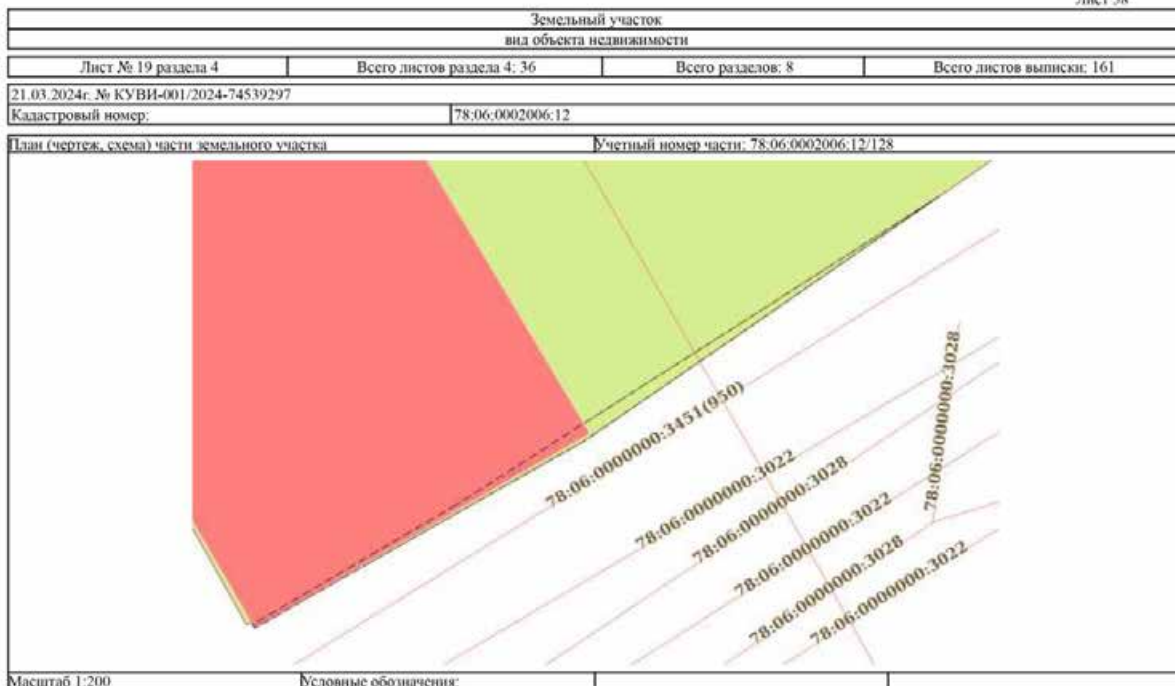 Лист 38
Земельный участок
вид объекта недвижимости
Лист № 19 раздела 4 Всего листов раздела 4: 36 Всего разделов: 8 Всего листов выписки: 161
21.03.2024г. № КУВИ-001/2024-74539297
Кадастровый номер: 78:06:0002006:12
План (чертеж, схема) части земельного участка Учетный номер части: 78:06:0002006:12/128
78:06:0000000:3451(950)
78:06:0000000:3022
78:06:0000000:3028
78:06:0000000:3028
78:06:0000000:3022
78:06:0000000:3028
78:06:0000000:3022
Масштаб 1:200 Условные обозначения: